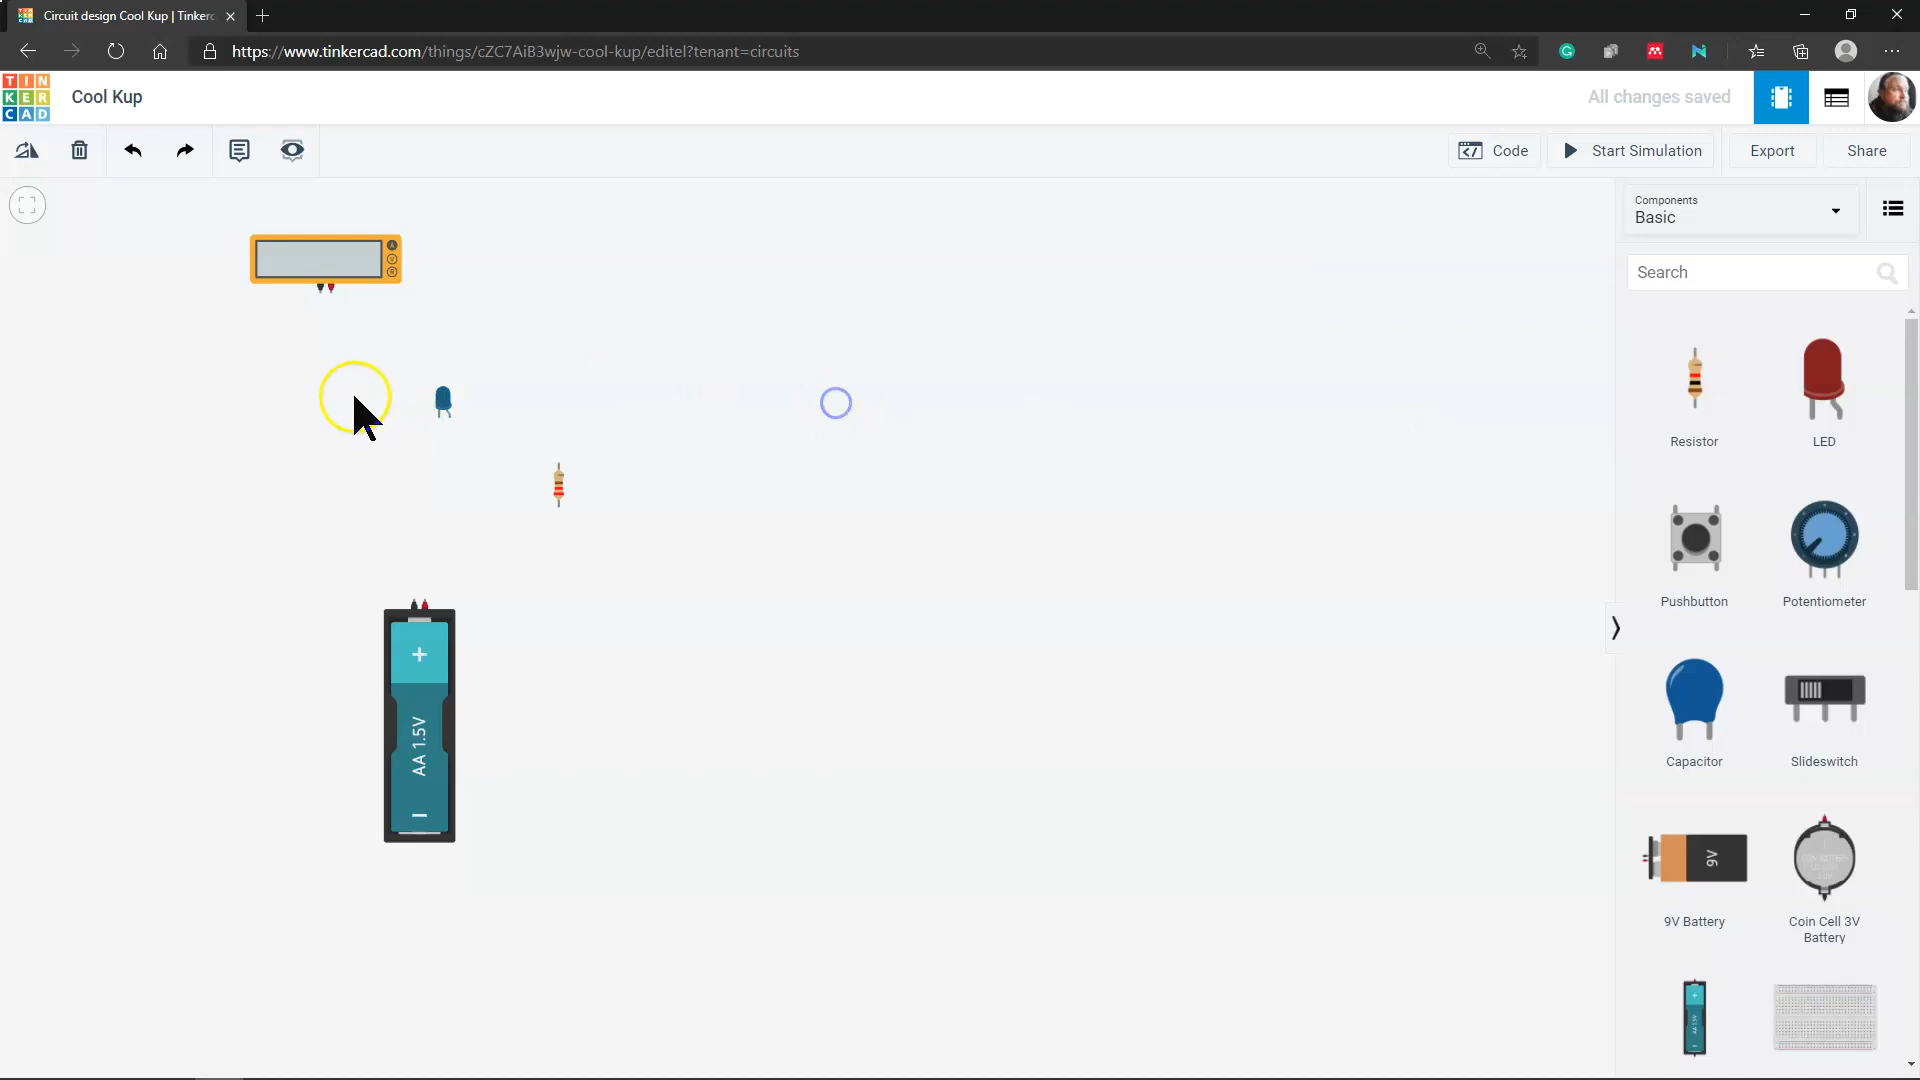 Circuit design Cool Kup | Tinkerc
https://www.tinkercad.com/things/cZC7AiB3wjw-cool-kup/editel?tenant=circuits
TIN
KER
CAD
Cool Kup
All changes saved
Code
Start Simulation
Export
Share
Components
Basic
Search
A
V
R
Resistor
LED
Pushbutton
Potentiometer
+
AA 1.5V
Capacitor
Slideswitch
9V
9V Battery
Coin Cell 3V
Battery